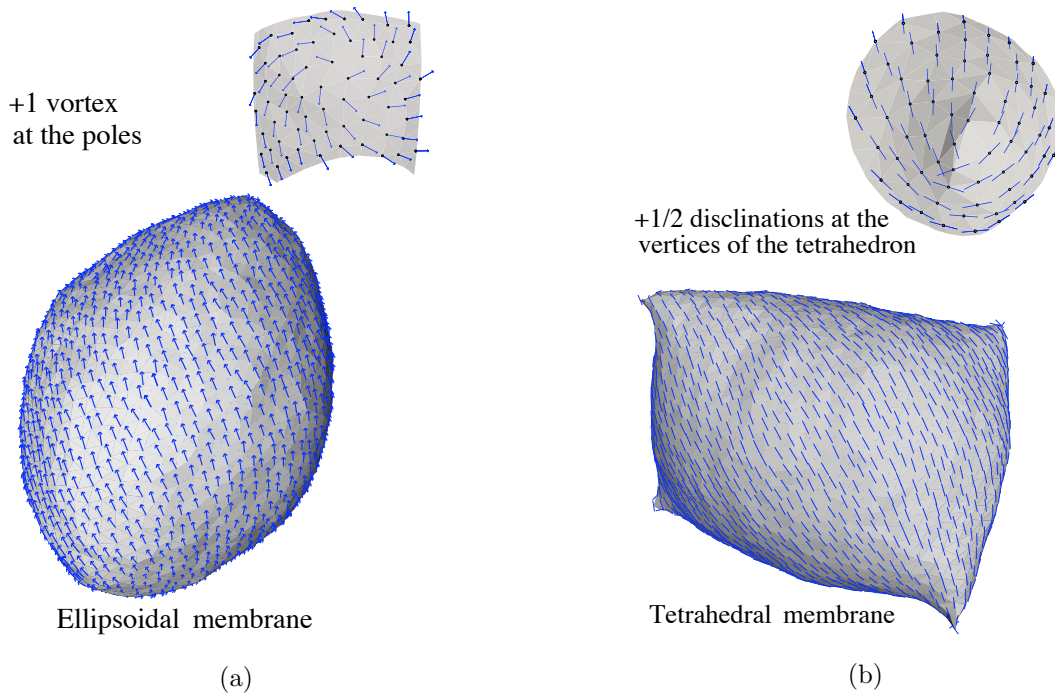 +1 vortex
at the poles
Ellipsoidal membrane
(a)
+1/2 disclinations at the
vertices of the tetrahedron
Tetrahedral membrane
(b)